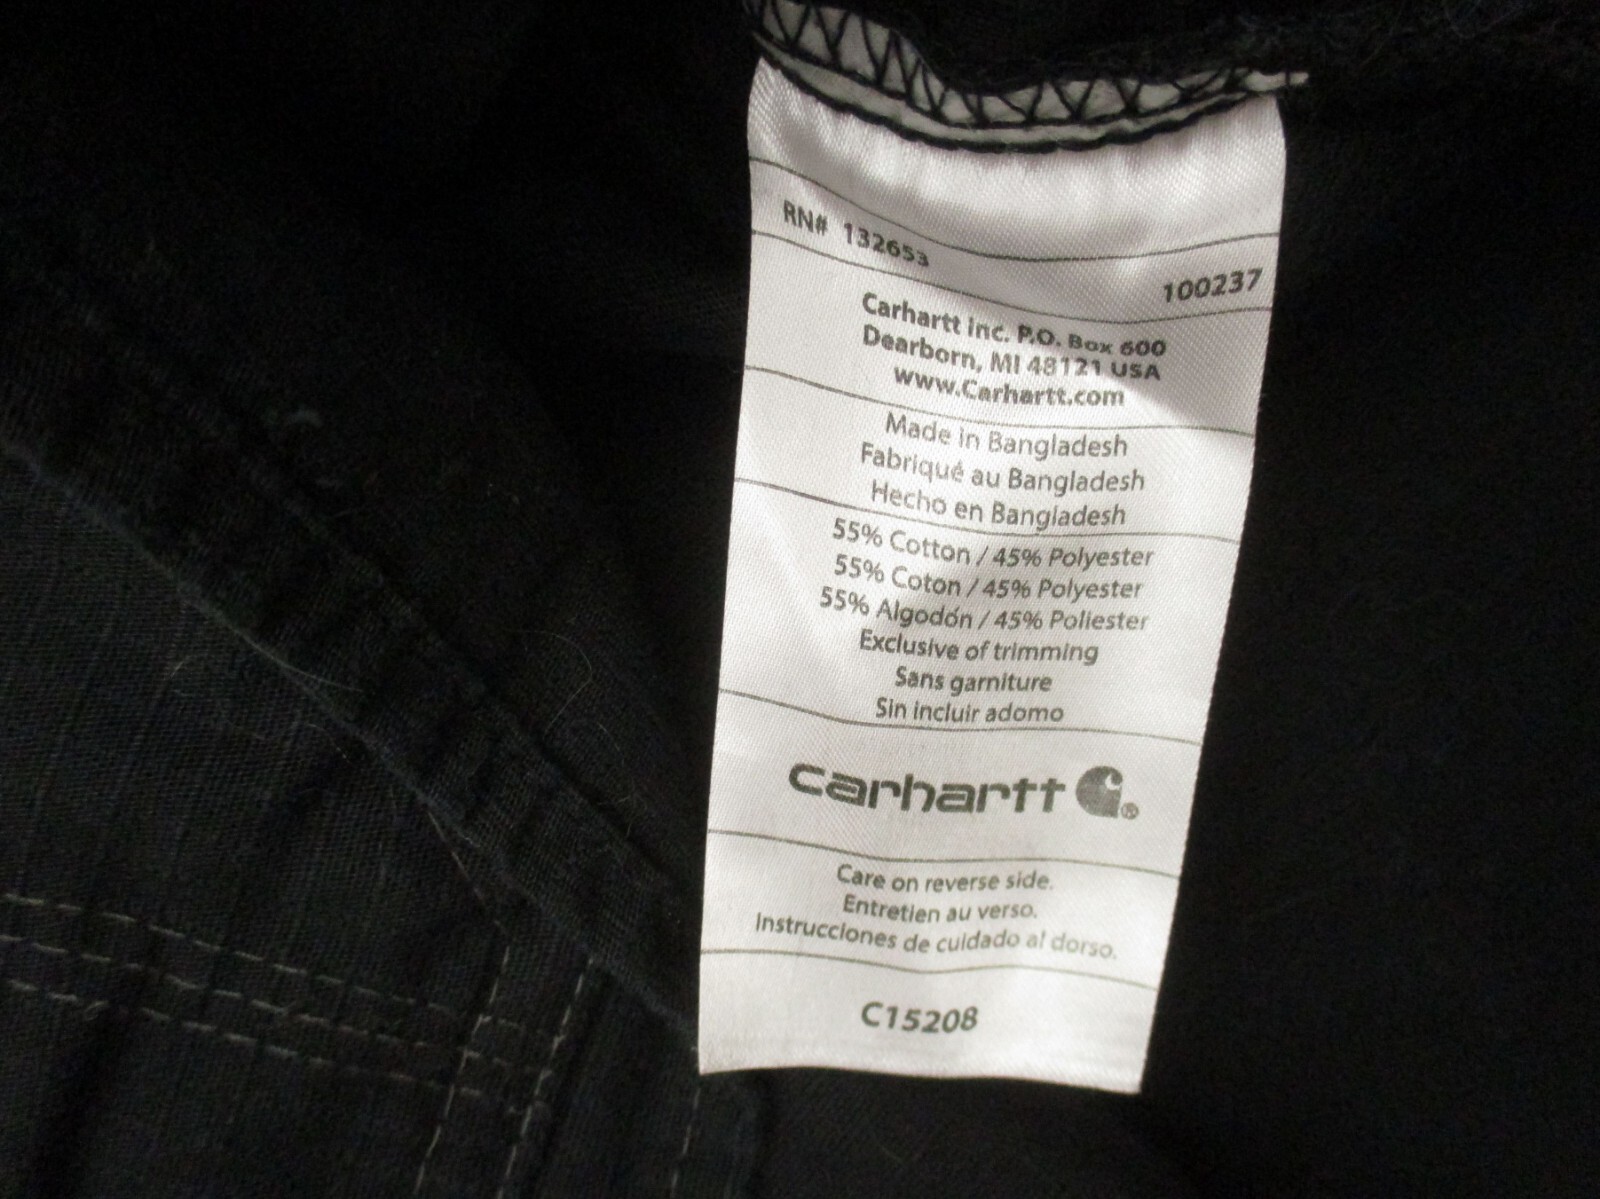 RN# 132653
100237
Carhartt Inc. P.O. Box 600
Dearborn, MI 48121 USA
www.Carhartt.com
Made in Bangladesh
Fabriqué au Bangladesh
Hecho en Bangladesh
55% Cotton / 45% Polyester
55% Coton / 45% Polyester
55% Algodón / 45% Poliester
Exclusive of trimming
Sans garniture
Sin incluir adorno
carhartt ®
Care on reverse side.
Entretien au verso.
Instrucciones de cuidado al dorso.
C15208